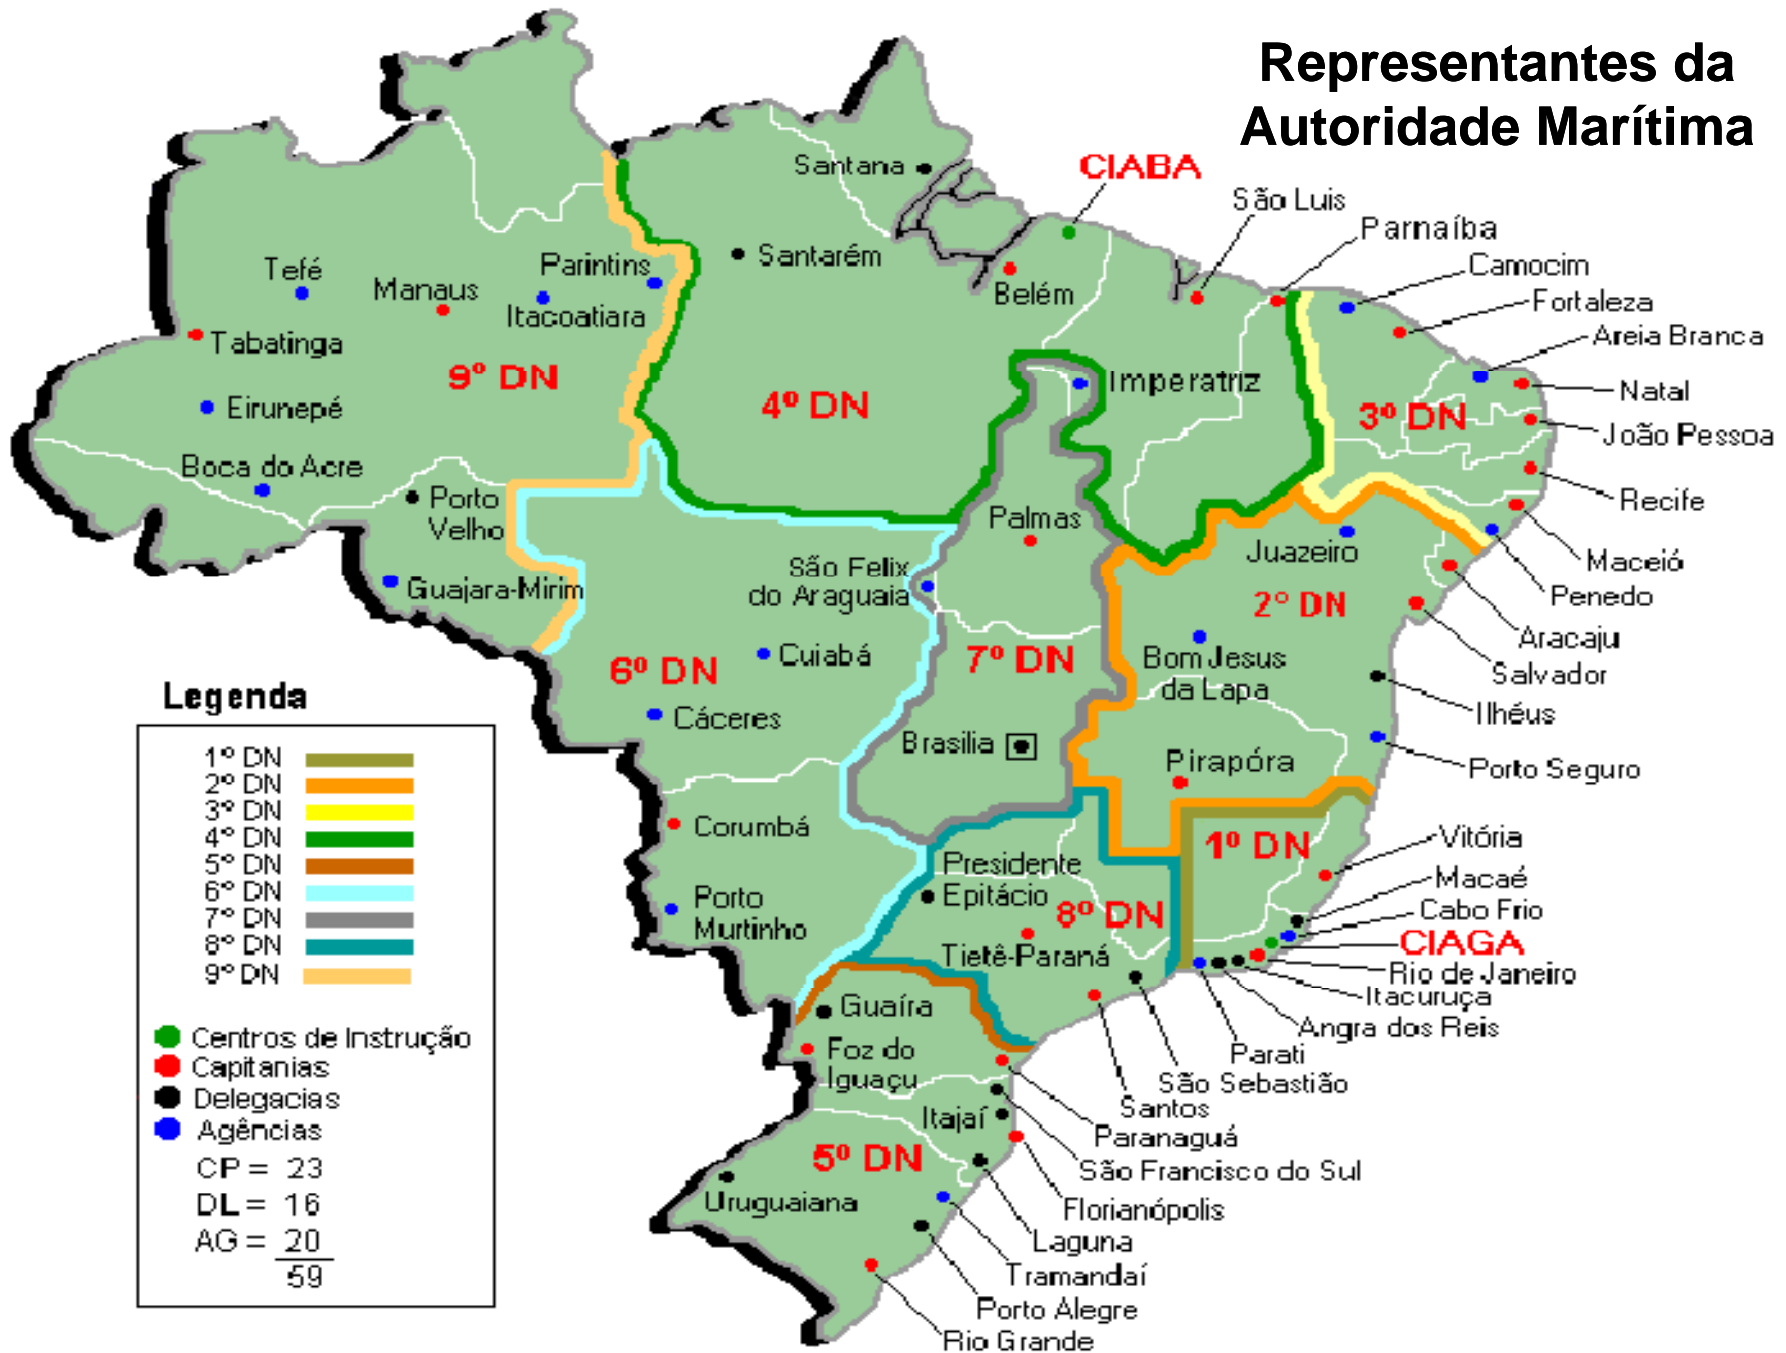 Representantes da
Autoridade Marítima
CIABA
Santana
São Luis
Parnaíba
Santarém
Camocim
Tefé
Parintins
Manaus
Belém
Fortaleza
Itacoatiara
Areia Branca
Tabatinga
9º DN
4º DN
Imperatriz
Natal
Eirunepé
3º DN
João Pessoa
Boca do Acre
Porto
Velho
Recife
Palmas
Juazeiro
Maceió
São Felix
do Araguaia
Guajara-Mirim
2º DN
Penedo
Aracaju
Cuiabá
6º DN
7º DN
Bom Jesus
da Lapa
Salvador
Cáceres
Ilhéus
Brasilia
Pirapóra
Porto Seguro
Corumbá
1º DN
Vitória
Presidente
Epitácio
Macaé
Porto
Murtinho
8º DN
Cabo Frio
CIAGA
Tietê-Paraná
Rio de Janeiro
Itacuruça
Guaíra
Angra dos Reis
Foz do
Iguaçu
Parati
São Sebastião
Santos
Itajaí
Paranaguá
5º DN
São Francisco do Sul
Uruguaiana
Florianópolis
Laguna
Tramandaí
Porto Alegre
Rio Grande
Legenda
1º DN
2º DN
3º DN
4º DN
5º DN
6º DN
7º DN
8º DN
9º DN
Centros de Instrução
Capitanias
Delegacias
Agências
CP = 23
DL = 16
AG = 20
59